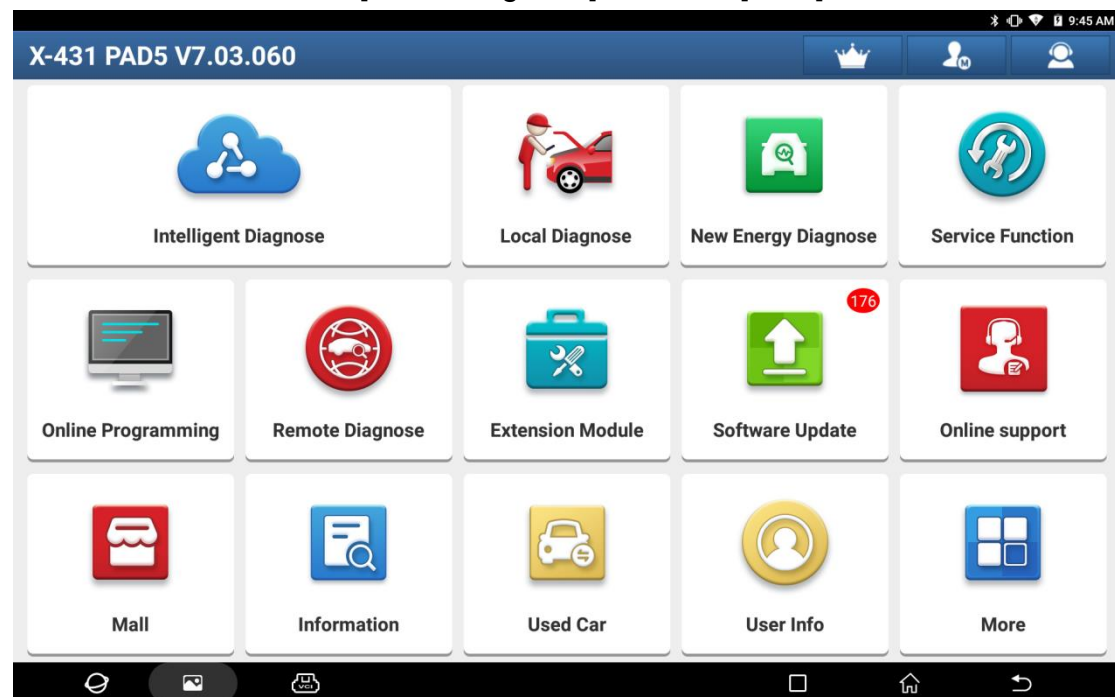 9:45 AM
X-431 PAD5 V7.03.060
M
Intelligent Diagnose
Local Diagnose
New Energy Diagnose
Service Function
176
Online Programming
Remote Diagnose
Extension Module
Software Update
Online support
Mall
Information
Used Car
User Info
More
VCI